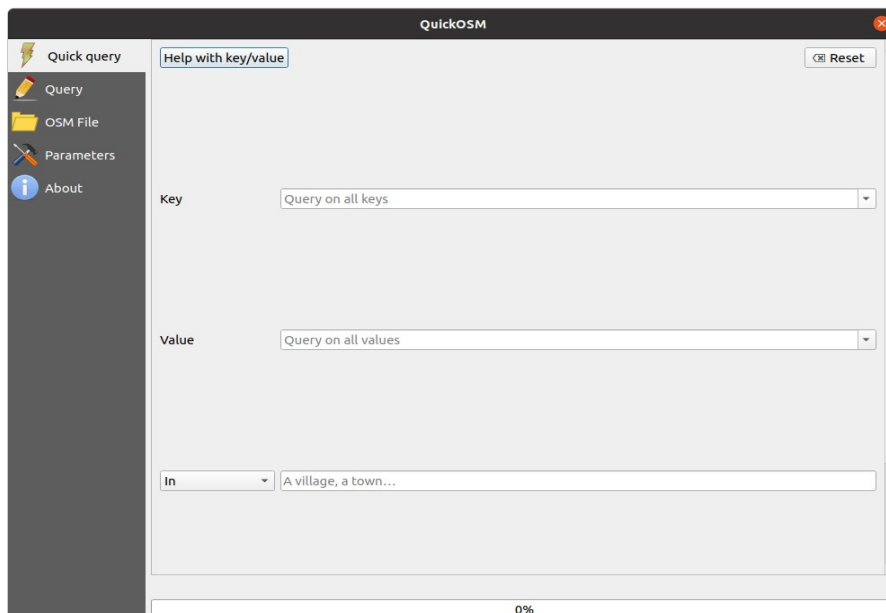 QuickOSM
Quick query
Query
OSM File
Parameters
About
Help with key/value
Reset
Key
Query on all keys
Value
Query on all values
In
A village, a town...
0%